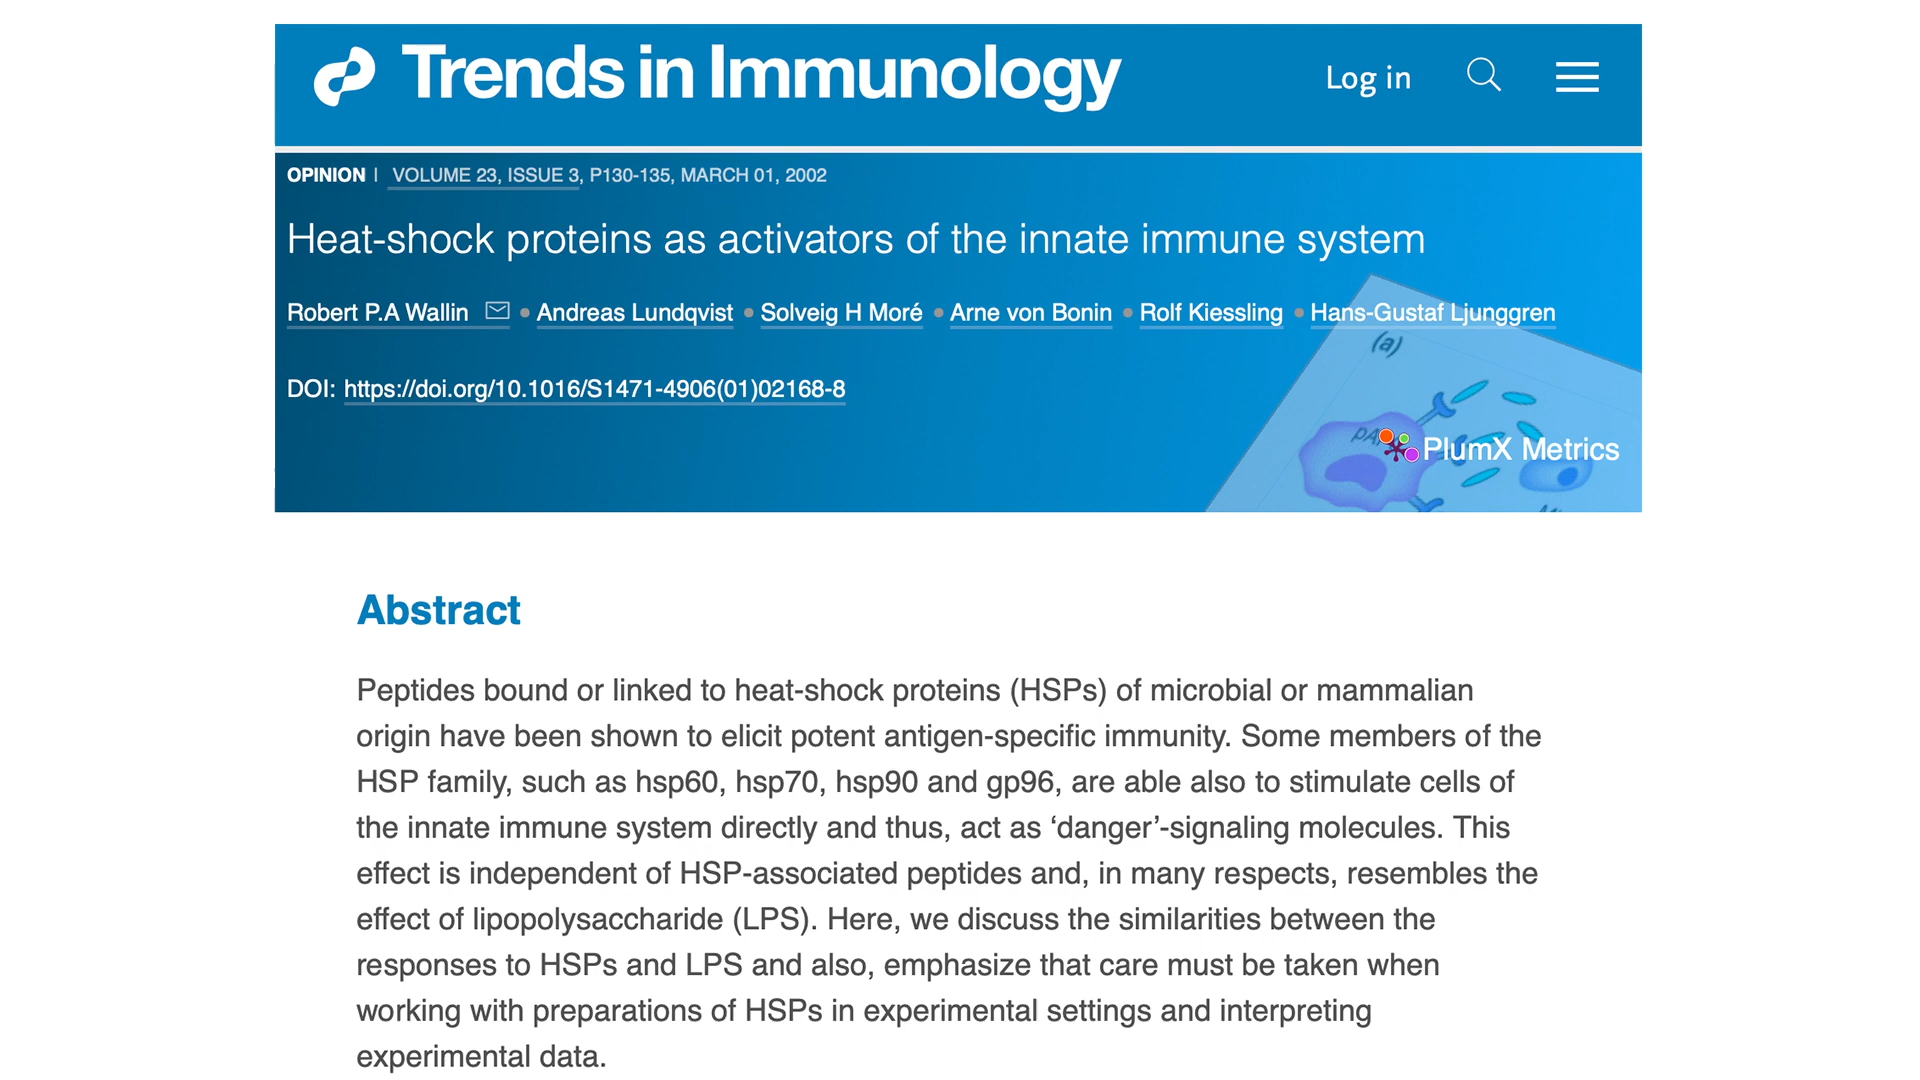 Trends in Immunology
Log in
OPINION | VOLUME 23, ISSUE 3, P130-135, MARCH 01, 2002
Heat-shock proteins as activators of the innate immune system
Robert P.A Wallin • Andreas Lundqvist • Solveig H Moré • Arne von Bonin • Rolf Kiessling • Hans-Gustaf Ljunggren
(a)
DOI: https://doi.org/10.1016/S1471-4906(01)02168-8
PlumX Metrics
Abstract
Peptides bound or linked to heat-shock proteins (HSPs) of microbial or mammalian
origin have been shown to elicit potent antigen-specific immunity. Some members of the
HSP family, such as hsp60, hsp70, hsp90 and gp96, are able also to stimulate cells of
the innate immune system directly and thus, act as ‘danger’-signaling molecules. This
effect is independent of HSP-associated peptides and, in many respects, resembles the
effect of lipopolysaccharide (LPS). Here, we discuss the similarities between the
responses to HSPs and LPS and also, emphasize that care must be taken when
working with preparations of HSPs in experimental settings and interpreting
experimental data.